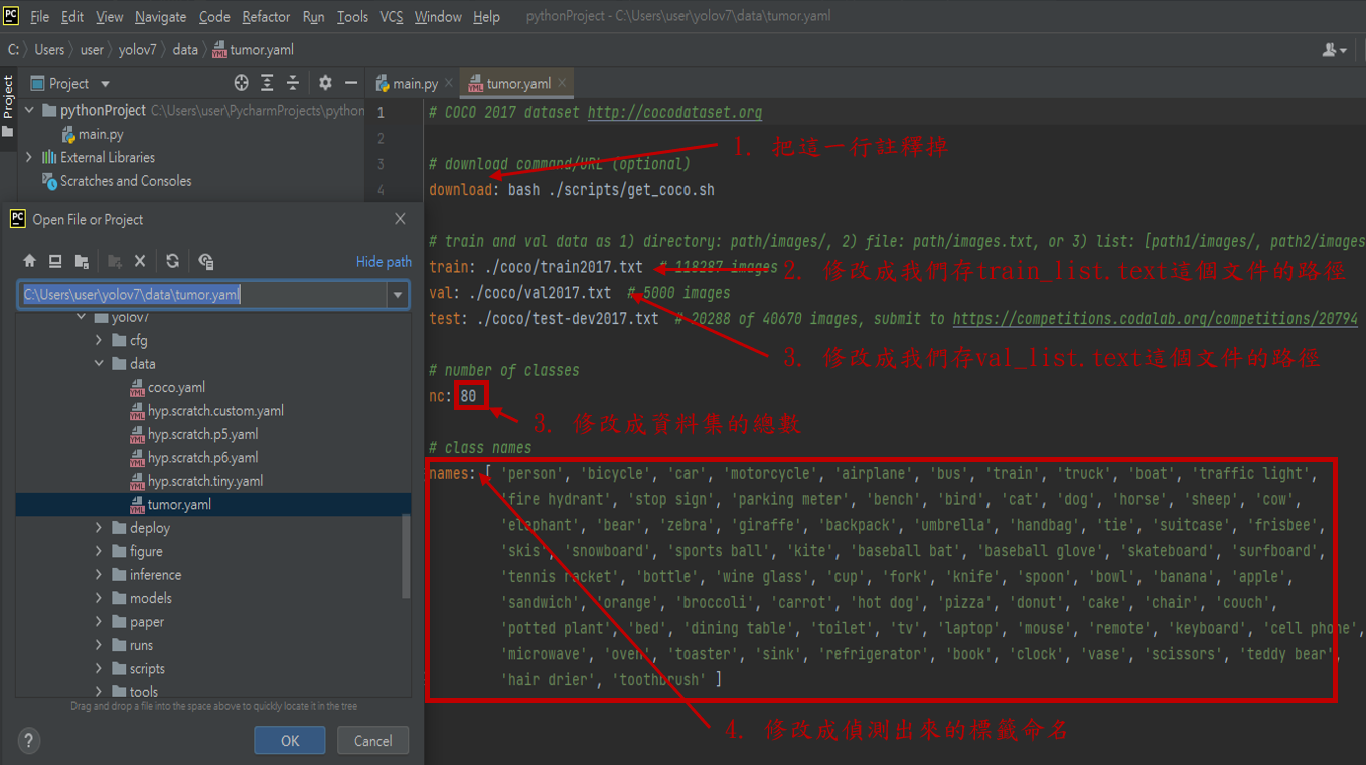 PC File Edit View Navigate Code Refactor Run Tools VCS Window Help pythonProject - C:\Users\user\yolov7\data\tumor.yaml
C: Users user yolov7 data tumor.yaml
Project
Project main.py tumor.yaml
pythonProject C:\Users\user\PycharmProjects\python
main.py
External Libraries
Scratches and Consoles
1 # COCO 2017 dataset http://cocodataset.org
2
3 # download command/URL (optional)
4 download: bash ./scripts/get_coco.sh
1. 把這一行註釋掉
# train and val data as 1) directory: path/images/, 2) file: path/images.txt, or 3) list: [path1/images/, path2/images
train: ./coco/train2017.txt # 118287 images
2. 修改成我們存train_list.text這個文件的路徑
val: ./coco/val2017.txt # 5000 images
test: ./coco/test-dev2017.txt # 20288 of 40670 images, submit to https://competitions.codalab.org/competitions/20794
3. 修改成我們存val_list.text這個文件的路徑
# number of classes
nc: 80
3. 修改成資料集的總數
# class names
names: [ 'person', 'bicycle', 'car', 'motorcycle', 'airplane', 'bus', 'train', 'truck', 'boat', 'traffic light',
'fire hydrant', 'stop sign', 'parking meter', 'bench', 'bird', 'cat', 'dog', 'horse', 'sheep', 'cow',
'elephant', 'bear', 'zebra', 'giraffe', 'backpack', 'umbrella', 'handbag', 'tie', 'suitcase', 'frisbee',
'skis', 'snowboard', 'sports ball', 'kite', 'baseball bat', 'baseball glove', 'skateboard', 'surfboard',
'tennis racket', 'bottle', 'wine glass', 'cup', 'fork', 'knife', 'spoon', 'bowl', 'banana', 'apple',
'sandwich', 'orange', 'broccoli', 'carrot', 'hot dog', 'pizza', 'donut', 'cake', 'chair', 'couch',
'potted plant', 'bed', 'dining table', 'toilet', 'tv', 'laptop', 'mouse', 'remote', 'keyboard', 'cell phone',
'microwave', 'oven', 'toaster', 'sink', 'refrigerator', 'book', 'clock', 'vase', 'scissors', 'teddy bear',
'hair drier', 'toothbrush' ]
4. 修改成偵測出來的標籤命名
PC Open File or Project
Hide path
C:\Users\user\yolov7\data\tumor.yaml
yolov7
cfg
data
coco.yaml
hyp.scratch.custom.yaml
hyp.scratch.p5.yaml
hyp.scratch.p6.yaml
hyp.scratch.tiny.yaml
tumor.yaml
deploy
figure
inference
models
paper
runs
scripts
tools
Drag and drop a file into the space above to quickly locate it in the tree
? OK Cancel